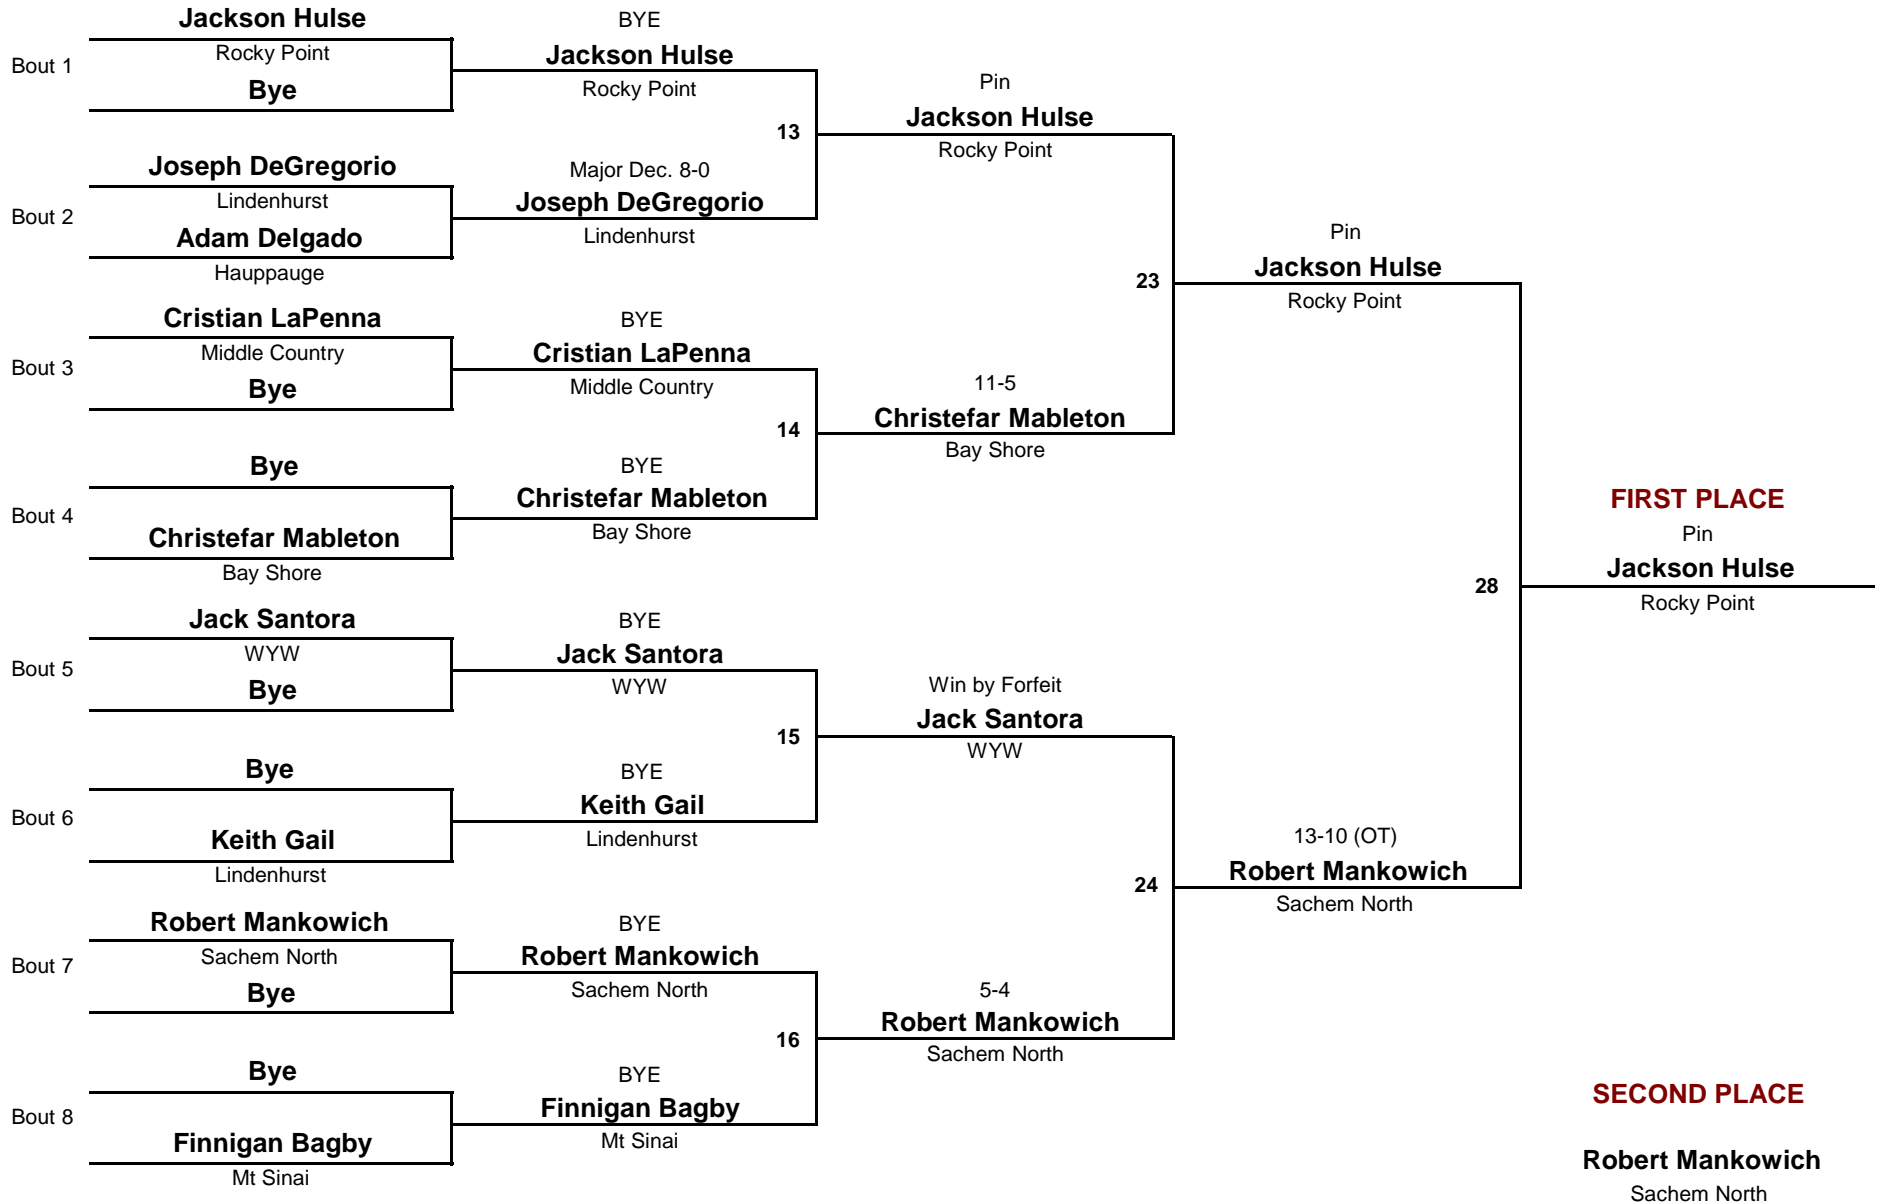 Jackson Hulse
Bout 1
Rocky Point
Bye
Joseph DeGregorio
Bout 2
Lindenhurst
Adam Delgado
Hauppauge
Cristian LaPenna
Bout 3
Middle Country
Bye
Bye
Bout 4
Christefar Mableton
Bay Shore
Jack Santora
Bout 5
WYW
Bye
Bye
Bout 6
Keith Gail
Lindenhurst
Robert Mankowich
Bout 7
Sachem North
Bye
Bye
Bout 8
Finnigan Bagby
Mt Sinai
BYE
Jackson Hulse
Rocky Point
13
Major Dec. 8-0
Joseph DeGregorio
Lindenhurst
BYE
Cristian LaPenna
Middle Country
14
BYE
Christefar Mableton
Bay Shore
BYE
Jack Santora
WYW
15
BYE
Keith Gail
Lindenhurst
BYE
Robert Mankowich
Sachem North
16
BYE
Finnigan Bagby
Mt Sinai
Pin
Jackson Hulse
Rocky Point
23
11-5
Christefar Mableton
Bay Shore
Win by Forfeit
Jack Santora
WYW
24
5-4
Robert Mankowich
Sachem North
Pin
Jackson Hulse
Rocky Point
28
13-10 (OT)
Robert Mankowich
Sachem North
FIRST PLACE
Pin
Jackson Hulse
Rocky Point
SECOND PLACE
Robert Mankowich
Sachem North